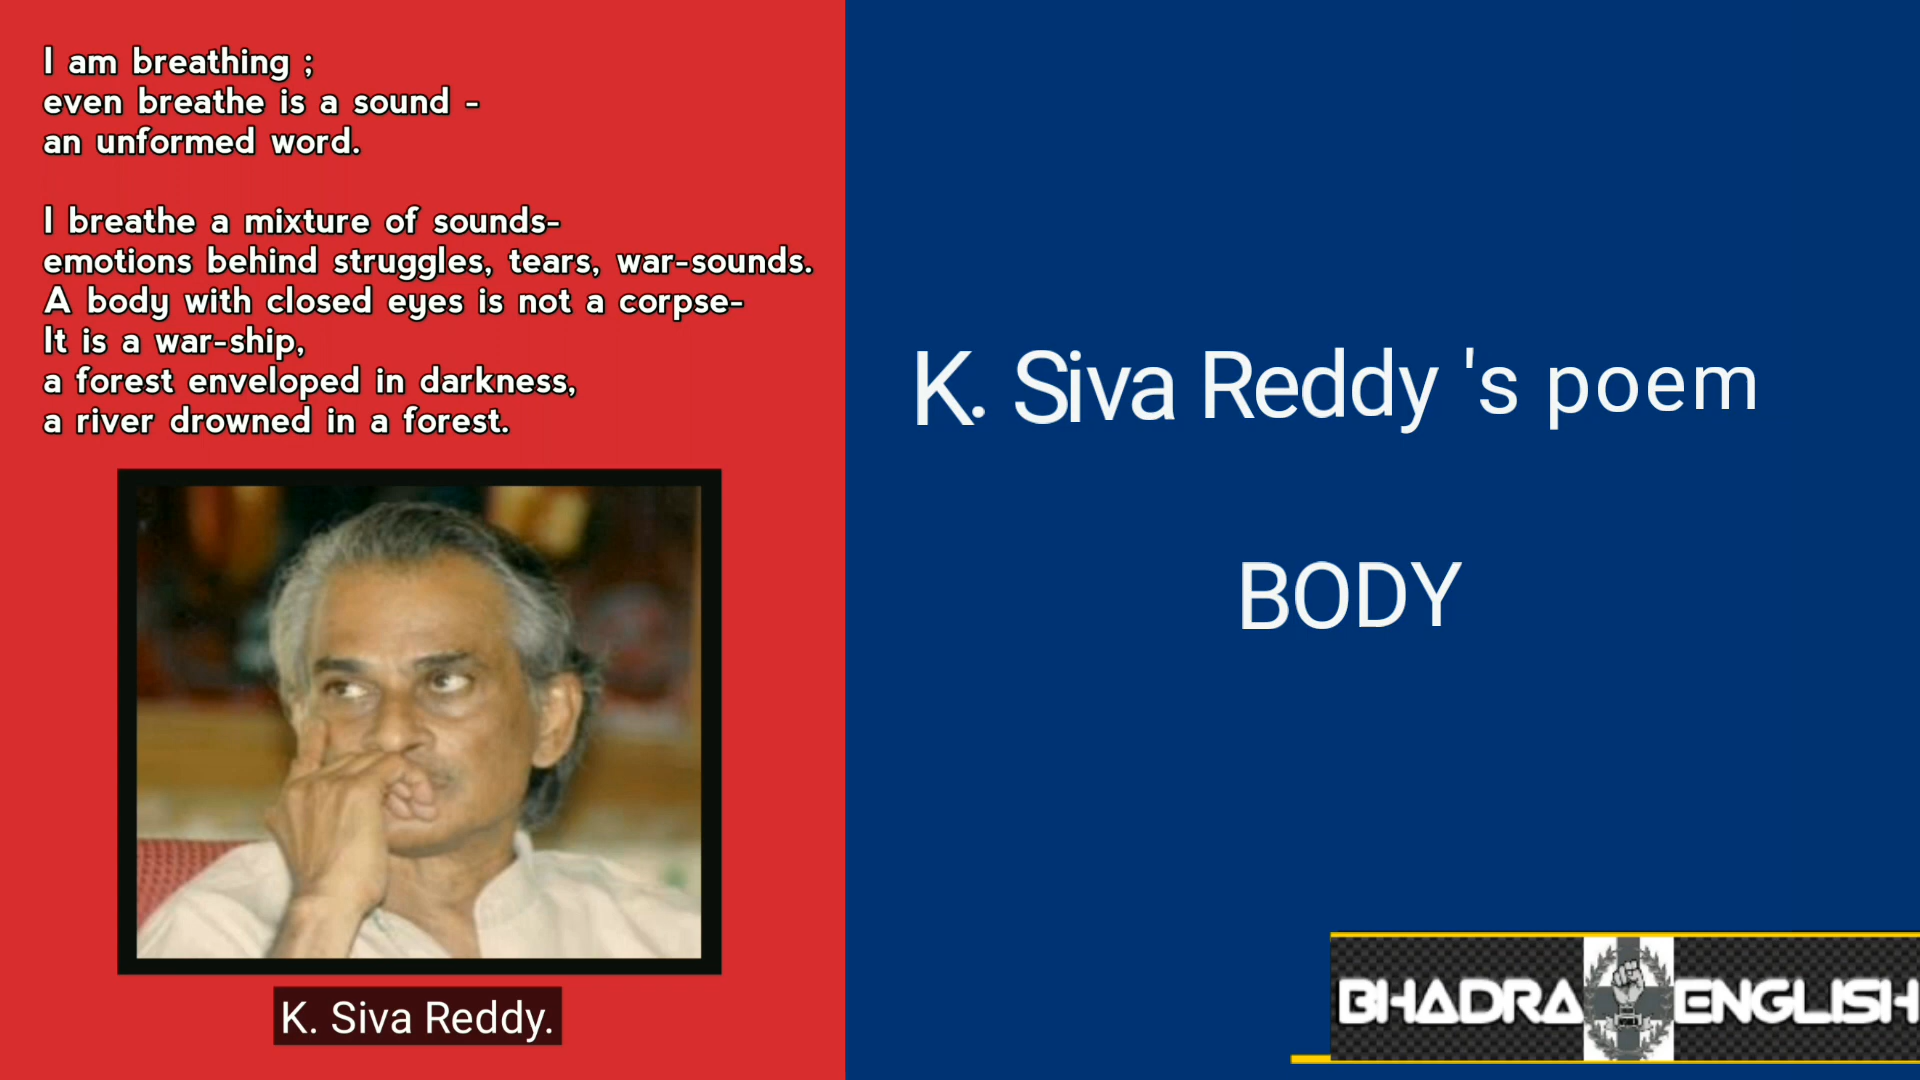 I am breathing ;
even breathe is a sound -
an unformed word.
I breathe a mixture of sounds-
emotions behind struggles, tears, war-sounds.
A body with closed eyes is not a corpse-
It is a war-ship,
a forest enveloped in darkness,
a river drowned in a forest.
K. Siva Reddy.
K. Siva Reddy 's poem
BODY
BHADRA ENGLISH